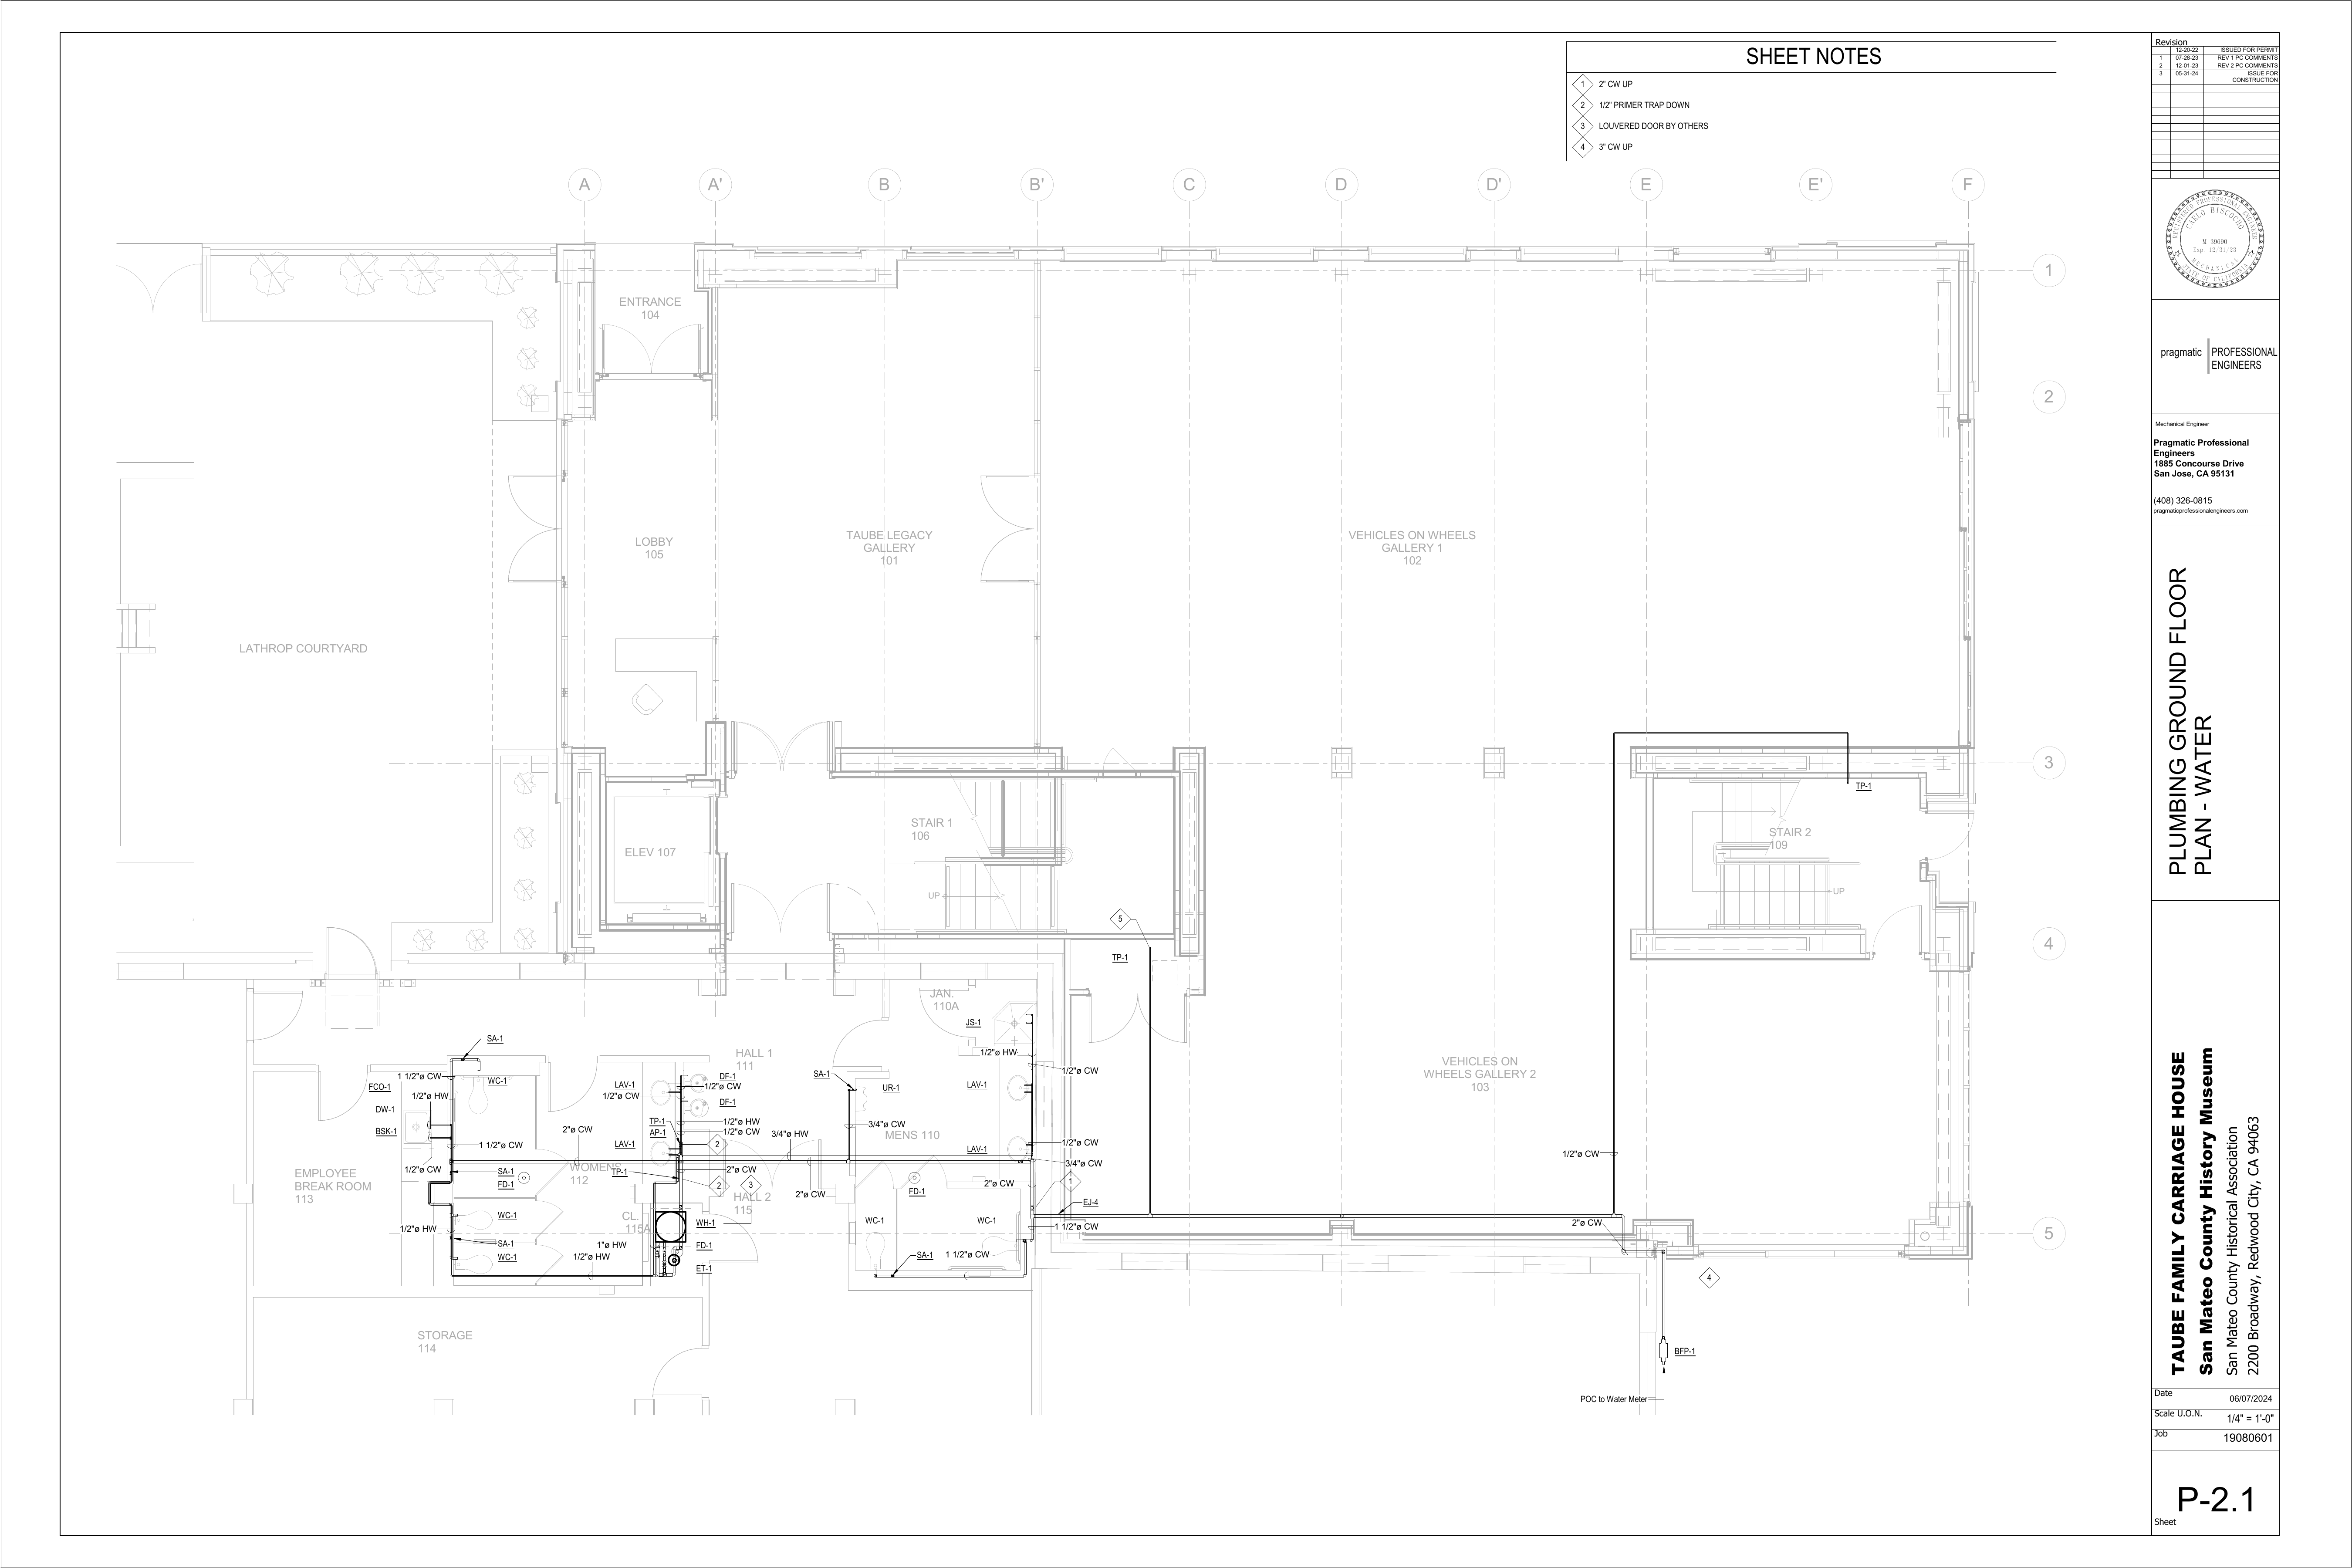 SHEET NOTES
1 2" CW UP
2 1/2" PRIMER TRAP DOWN
3 LOUVERED DOOR BY OTHERS
4 3" CW UP
A
A'
B
B'
C
D
D'
E
E'
F
1
2
3
4
5
ENTRANCE
104
LOBBY
105
TAUBE LEGACY
GALLERY
101
VEHICLES ON WHEELS
GALLERY 1
102
LATHROP COURTYARD
ELEV 107
STAIR 1
106
UP
STAIR 2
109
UP
TP-1
5
TP-1
JAN.
110A
JS-1
1/2"ø HW
1/2"ø CW
HALL 1
111
VEHICLES ON
WHEELS GALLERY 2
103
SA-1
1 1/2"ø CW
WC-1
FCO-1
1/2"ø HW
DW-1
BSK-1
1 1/2"ø CW
1/2"ø CW
EMPLOYEE
BREAK ROOM
113
SA-1
FD-1
2"ø CW
WOMENS
112
LAV-1
1/2"ø CW
DF-1
1/2"ø CW
DF-1
TP-1
AP-1
1/2"ø HW
1/2"ø CW
2
LAV-1
TP-1
2"ø CW
2
3
HALL 2
115
3/4"ø HW
SA-1
UR-1
LAV-1
3/4"ø CW
MENS 110
LAV-1
1/2"ø CW
3/4"ø CW
2"ø CW
FD-1
2"ø CW
1
EJ-4
1 1/2"ø CW
1/2"ø CW
2"ø CW
WC-1
1/2"ø HW
SA-1
WC-1
CL.
115A
WH-1
1"ø HW
FD-1
1/2"ø HW
ET-1
WC-1
WC-1
SA-1
1 1/2"ø CW
4
STORAGE
114
BFP-1
POC to Water Meter
Revision
12-20-22 ISSUED FOR PERMIT
1 07-28-23 REV 1 PC COMMENTS
2 12-01-23 REV 2 PC COMMENTS
3 05-31-24 ISSUE FOR
CONSTRUCTION
REGISTERED PROFESSIONAL ENGINEER
CARLO BISCOCHO
M 39690
Exp. 12/31/23
MECHANICAL
STATE OF CALIFORNIA
pragmatic PROFESSIONAL
ENGINEERS
Mechanical Engineer
Pragmatic Professional
Engineers
1885 Concourse Drive
San Jose, CA 95131
(408) 326-0815
pragmaticprofessionalengineers.com
PLUMBING GROUND FLOOR
PLAN - WATER
TAUBE FAMILY CARRIAGE HOUSE
San Mateo County History Museum
San Mateo County Historical Association
2200 Broadway, Redwood City, CA 94063
Date
06/07/2024
Scale U.O.N.
1/4" = 1'-0"
Job
19080601
P-2.1
Sheet